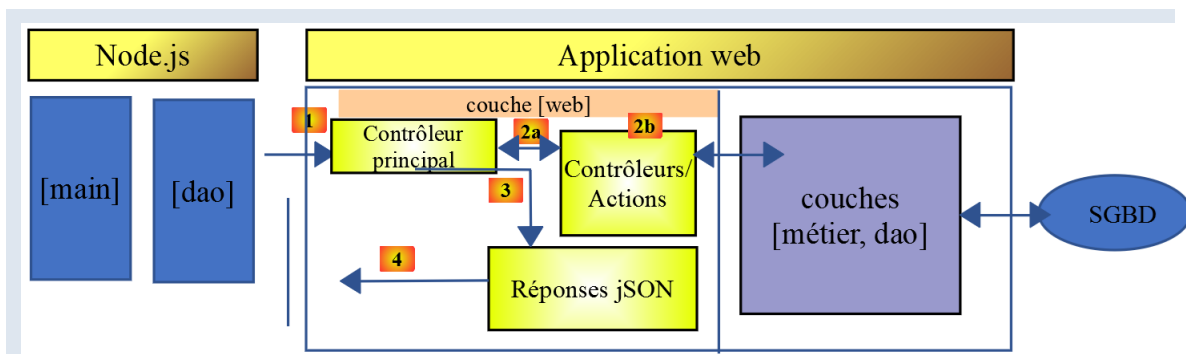 Node.js
Application web
couche [web]
[main]
[dao]
1
Contrôleur
principal
2a
2b
Contrôleurs/
Actions
3
4
Réponses jSON
couches
[métier, dao]
SGBD